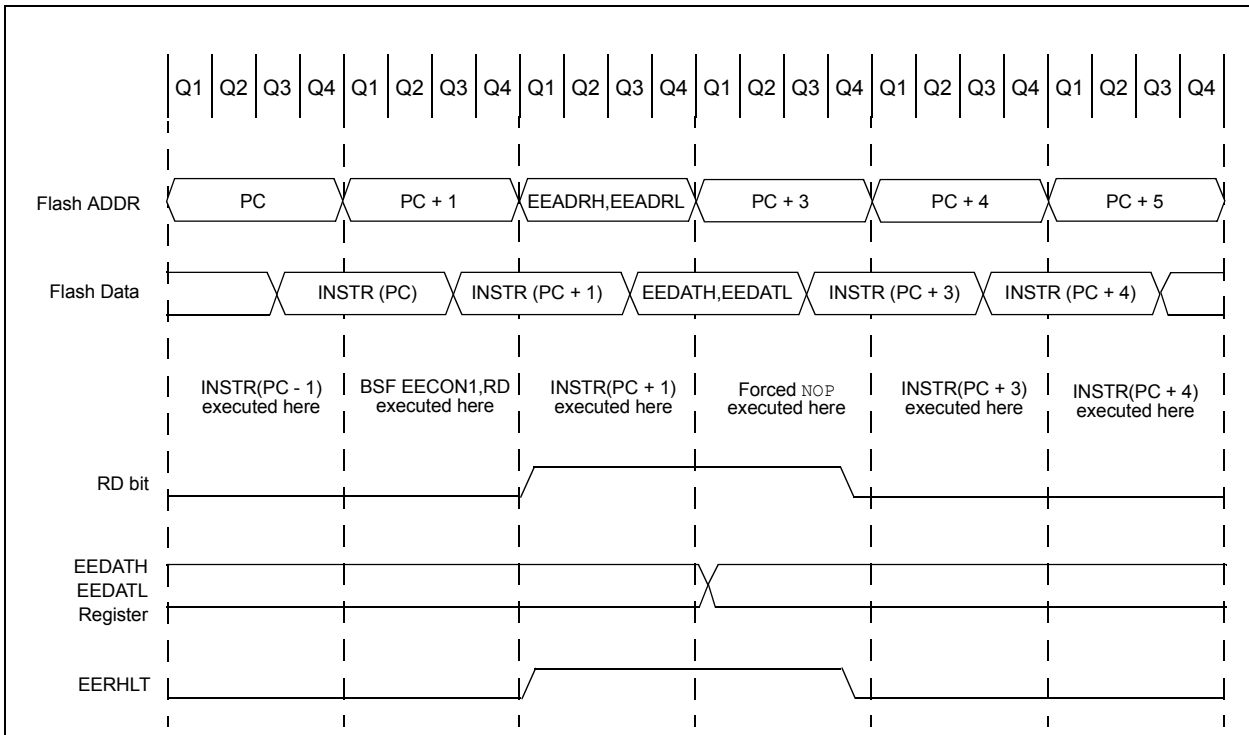 Q1 Q2 Q3 Q4 Q1 Q2 Q3 Q4 Q1 Q2 Q3 Q4 Q1 Q2 Q3 Q4 Q1 Q2 Q3 Q4 Q1 Q2 Q3 Q4
Flash ADDR PC PC + 1 EEADRH,EEADRL PC + 3 PC + 4 PC + 5
Flash Data INSTR (PC) INSTR (PC + 1) EEDATH,EEDATL INSTR (PC + 3) INSTR (PC + 4)
INSTR(PC - 1) BSF EECON1,RD INSTR(PC + 1) Forced NOP INSTR(PC + 3) INSTR(PC + 4)
executed here executed here executed here executed here executed here executed here
RD bit
EEDATH
EEDATL
Register
EERHLT